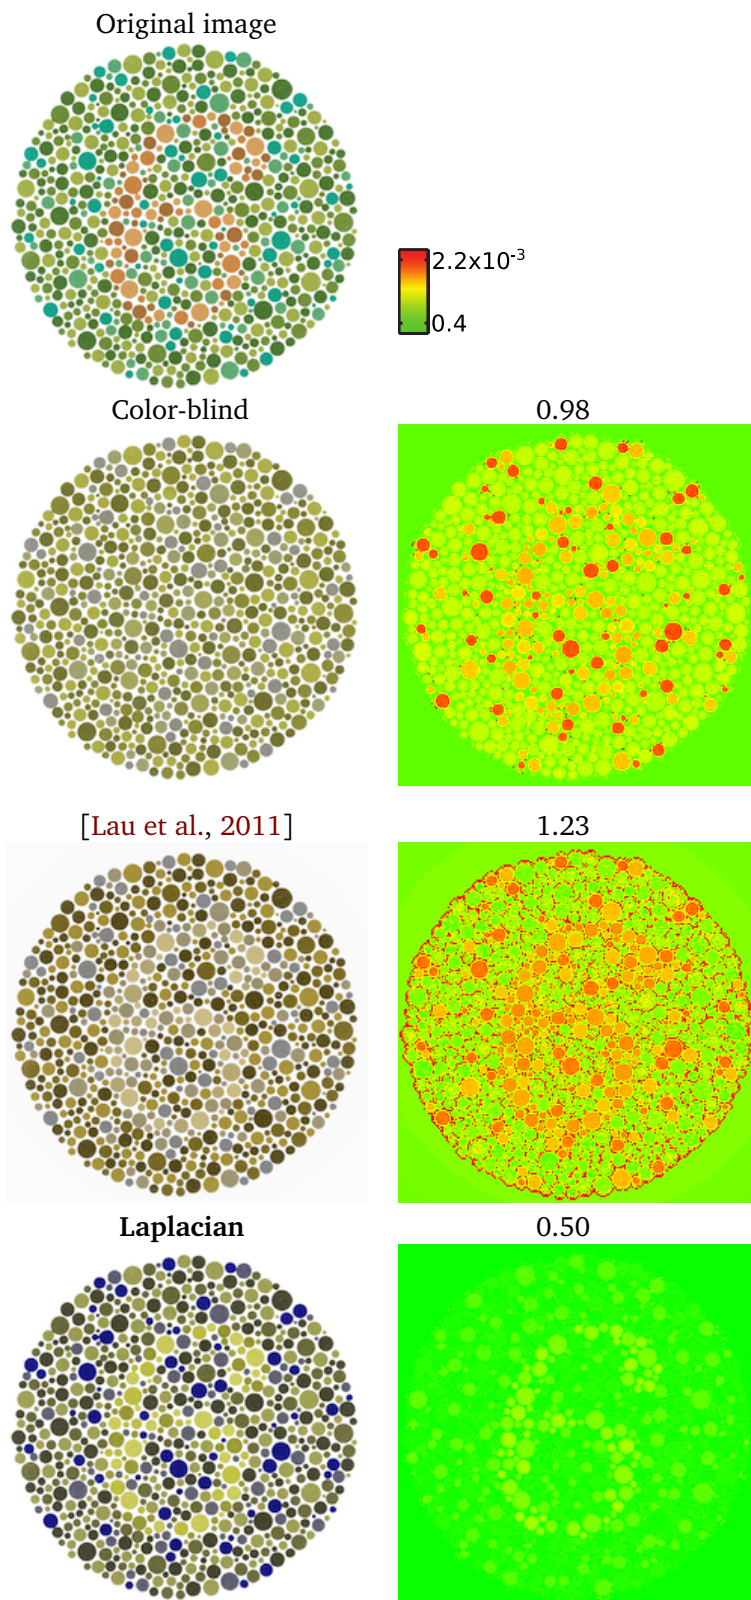 Original image
2.2x10-3
0.4
Color-blind
0.98
[Lau et al., 2011]
1.23
Laplacian
0.50
6